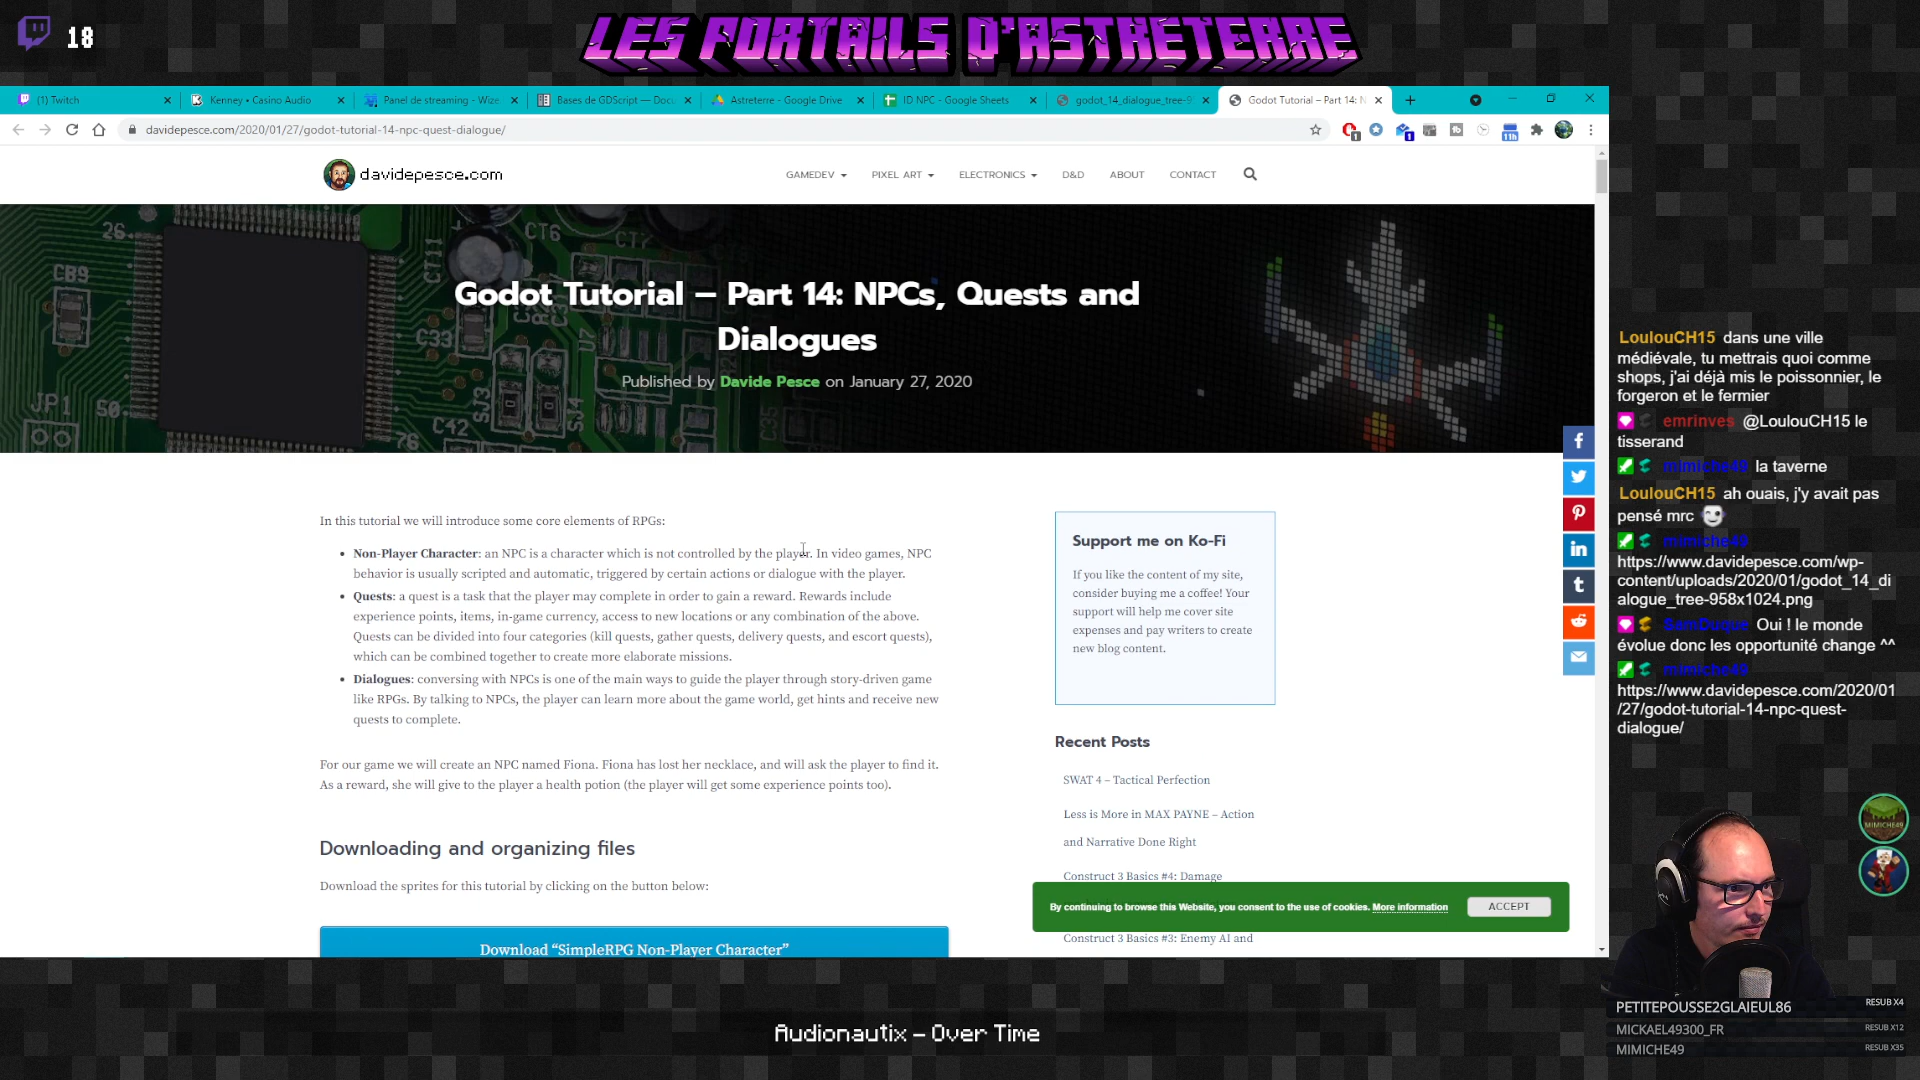 18
LES PORTAILS D'ASTRÉTERRE
(1) Twitch
Kenney • Casino Audio
Panel de streaming - Wize
Bases de GDScript — Docu
Astreterre - Google Drive
ID NPC - Google Sheets
godot_14_dialogue_tree-9
Godot Tutorial – Part 14: N
davidepesce.com/2020/01/27/godot-tutorial-14-npc-quest-dialogue/
davidepesce.com
GAMEDEV
PIXEL ART
ELECTRONICS
D&D
ABOUT
CONTACT
Godot Tutorial – Part 14: NPCs, Quests and
Dialogues
Published by Davide Pesce on January 27, 2020
In this tutorial we will introduce some core elements of RPGs:
• Non-Player Character: an NPC is a character which is not controlled by the player. In video games, NPC
behavior is usually scripted and automatic, triggered by certain actions or dialogue with the player.
• Quests: a quest is a task that the player may complete in order to gain a reward. Rewards include
experience points, items, in-game currency, access to new locations or any combination of the above.
Quests can be divided into four categories (kill quests, gather quests, delivery quests, and escort quests),
which can be combined together to create more elaborate missions.
• Dialogues: conversing with NPCs is one of the main ways to guide the player through story-driven game
like RPGs. By talking to NPCs, the player can learn more about the game world, get hints and receive new
quests to complete.
For our game we will create an NPC named Fiona. Fiona has lost her necklace, and will ask the player to find it.
As a reward, she will give to the player a health potion (the player will get some experience points too).
Downloading and organizing files
Download the sprites for this tutorial by clicking on the button below:
Download “SimpleRPG Non-Player Character”
Support me on Ko-Fi
If you like the content of my site,
consider buying me a coffee! Your
support will help me cover site
expenses and pay writers to create
new blog content.
Recent Posts
SWAT 4 – Tactical Perfection
Less is More in MAX PAYNE – Action
and Narrative Done Right
Construct 3 Basics #4: Damage
By continuing to browse this Website, you consent to the use of cookies. More information
ACCEPT
Construct 3 Basics #3: Enemy AI and
LoulouCH15 dans une ville
médiévale, tu mettrais quoi comme
shops, j'ai déjà mis le poissonnier, le
forgeron et le fermier
emrinves @LoulouCH15 le
tisserand
mimiche49 la taverne
LoulouCH15 ah ouais, j'y avait pas
pensé mrc
mimiche49
https://www.davidepesce.com/wp-
content/uploads/2020/01/godot_14_di
alogue_tree-958x1024.png
SamDuque Oui ! le monde
évolue donc les opportunité change ^^
mimiche49
https://www.davidepesce.com/2020/01
/27/godot-tutorial-14-npc-quest-
dialogue/
MIMICHE49
PETITEPOUSSE2GLAIEUL86 RESUB X4
MICKAEL49300_FR RESUB X12
MIMICHE49 RESUB X35
Audionautix – Over Time
26
CB9
CT6
CT7
CT11
C33
C34
JP1
50
SJ3
SJ4
C42
76